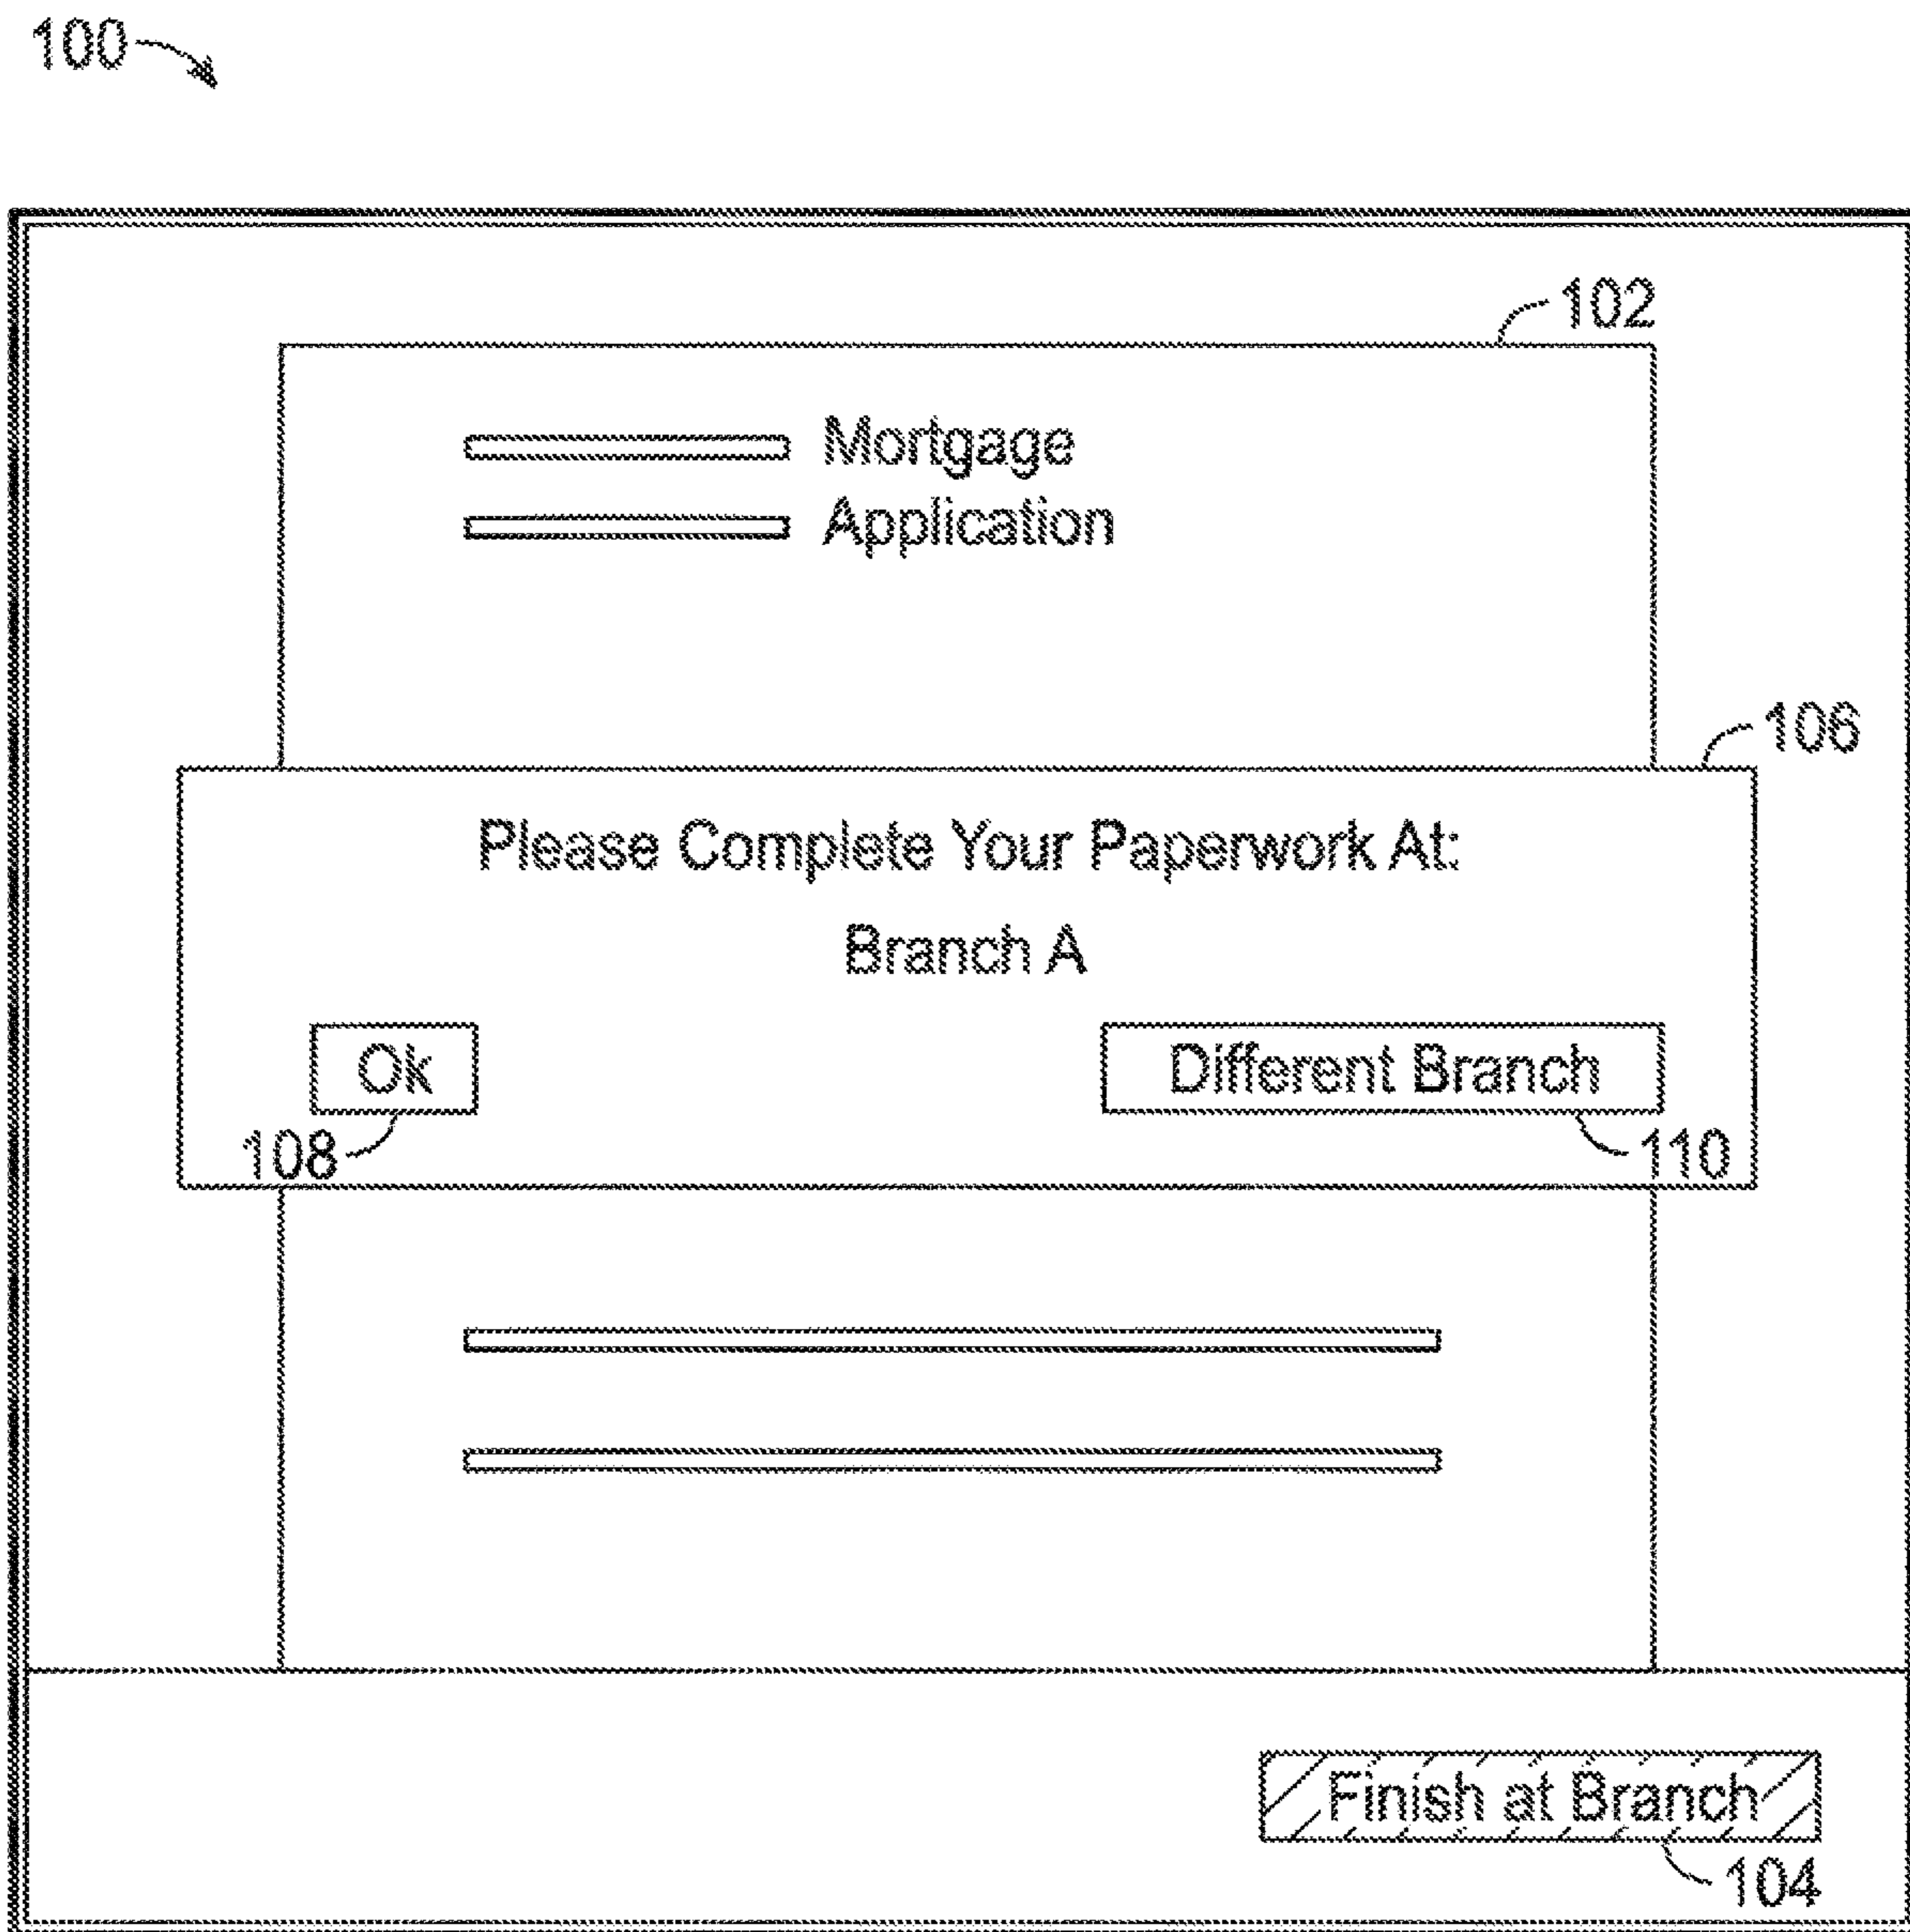 100
102
Mortgage
Application
106
Please Complete Your Paperwork At:
Branch A
Ok
Different Branch
108
110
Finish at Branch
104